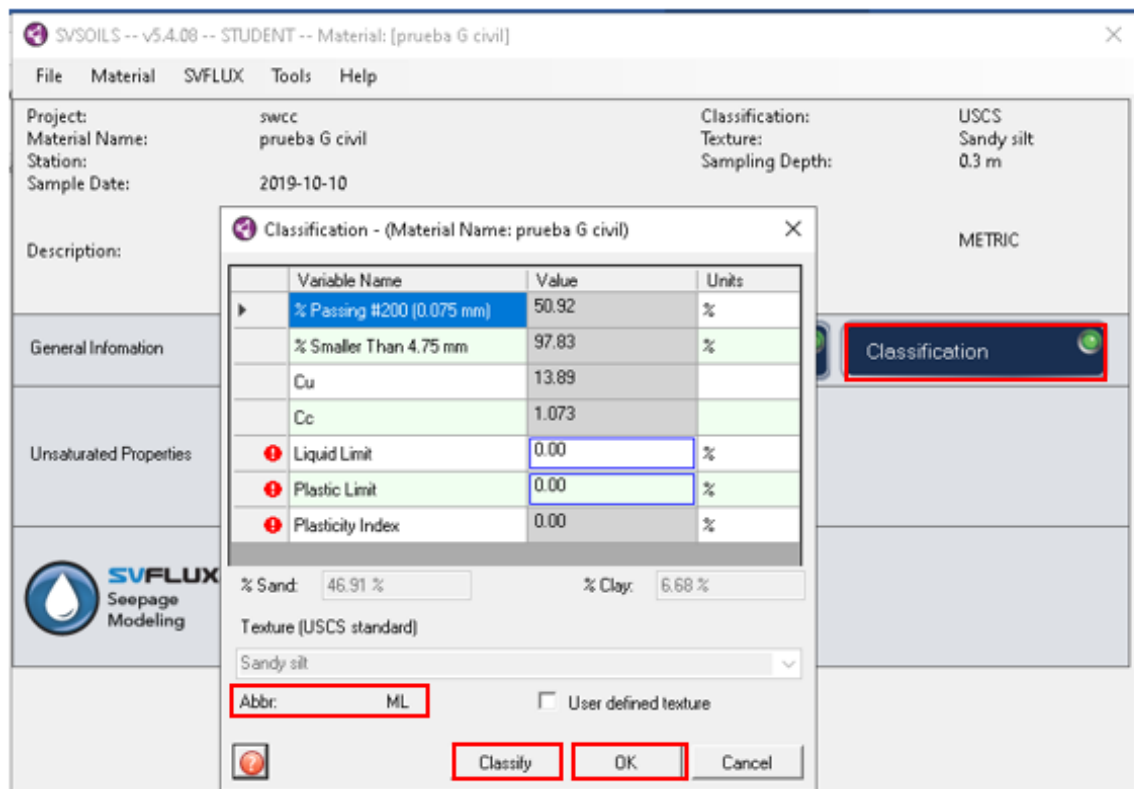 SVSOILS -- v5.4.08 -- STUDENT -- Material: [prueba G civil]
File Material SVFLUX Tools Help
Project: swcc Classification: USCS
Material Name: prueba G civil Texture: Sandy silt
Station: Sampling Depth: 0.3 m
Sample Date: 2019-10-10
Description: METRIC
General Infomation
Classification
Unsaturated Properties
SVFLUX
Seepage
Modeling
Classification - (Material Name: prueba G civil)
Variable Name Value Units
% Passing #200 (0.075 mm) 50.92 %
% Smaller Than 4.75 mm 97.83 %
Cu 13.89
Cc 1.073
Liquid Limit 0.00 %
Plastic Limit 0.00 %
Plasticity Index 0.00 %
% Sand: 46.91 % % Clay: 6.68 %
Texture (USCS standard)
Sandy silt
Abbr: ML User defined texture
Classify OK Cancel